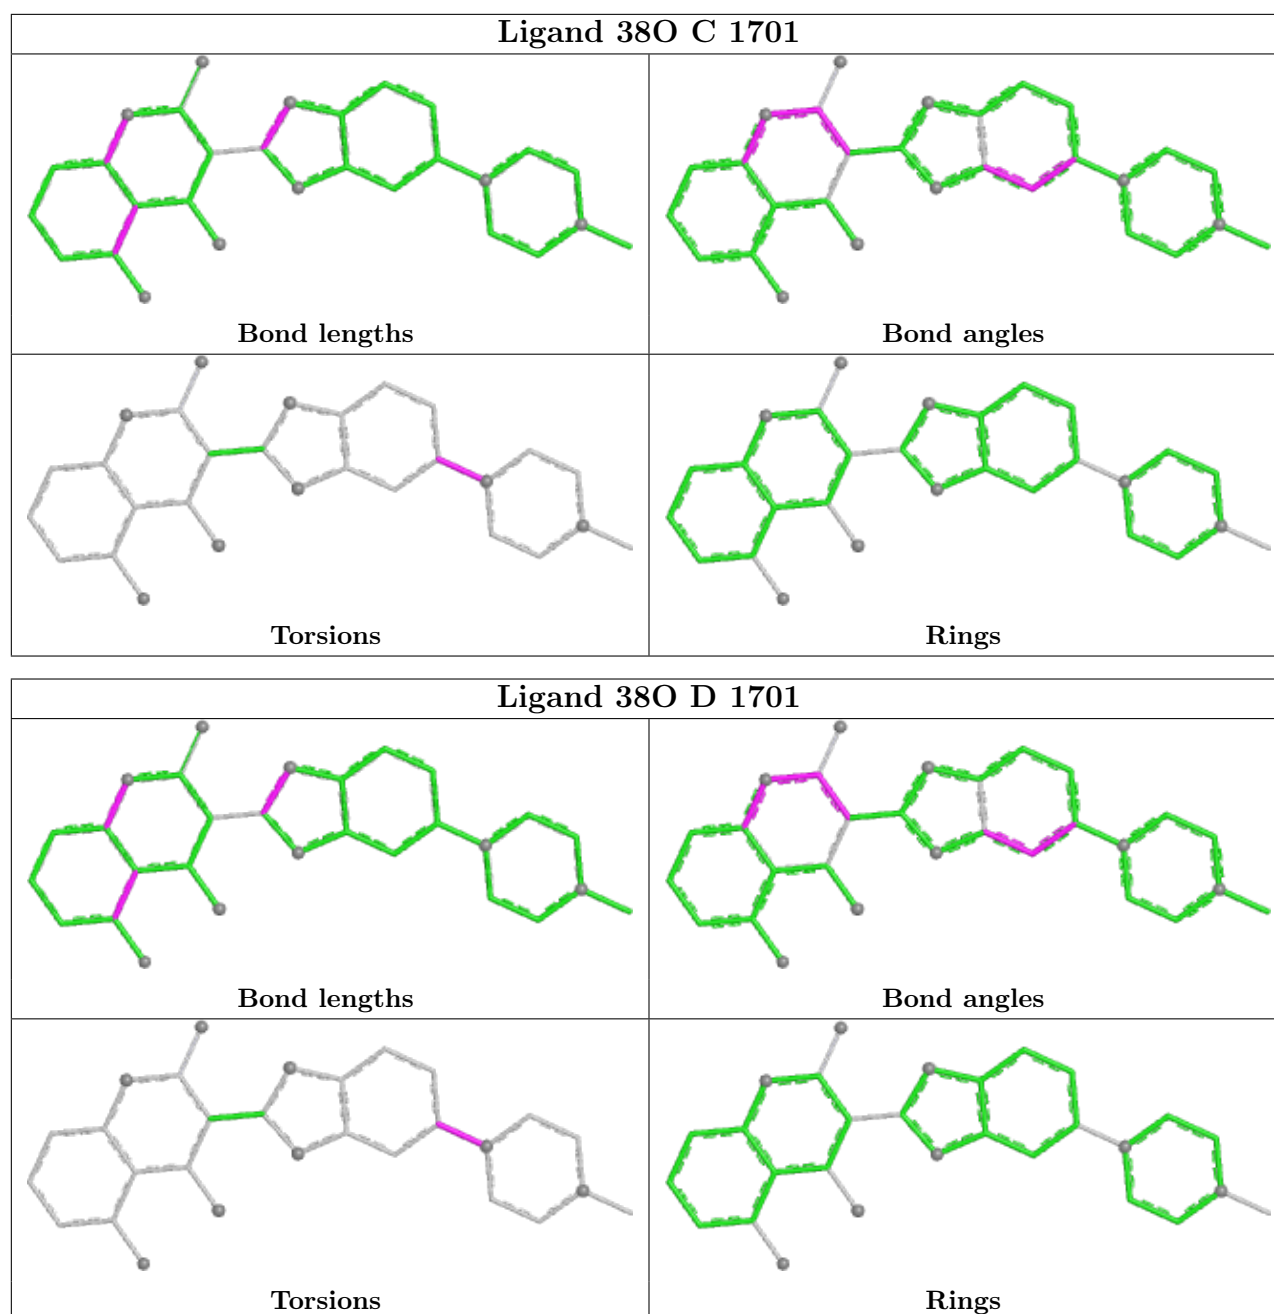 Ligand 38O C 1701
Bond lengths
Bond angles
Torsions
Rings
Ligand 38O D 1701
Bond lengths
Bond angles
Torsions
Rings